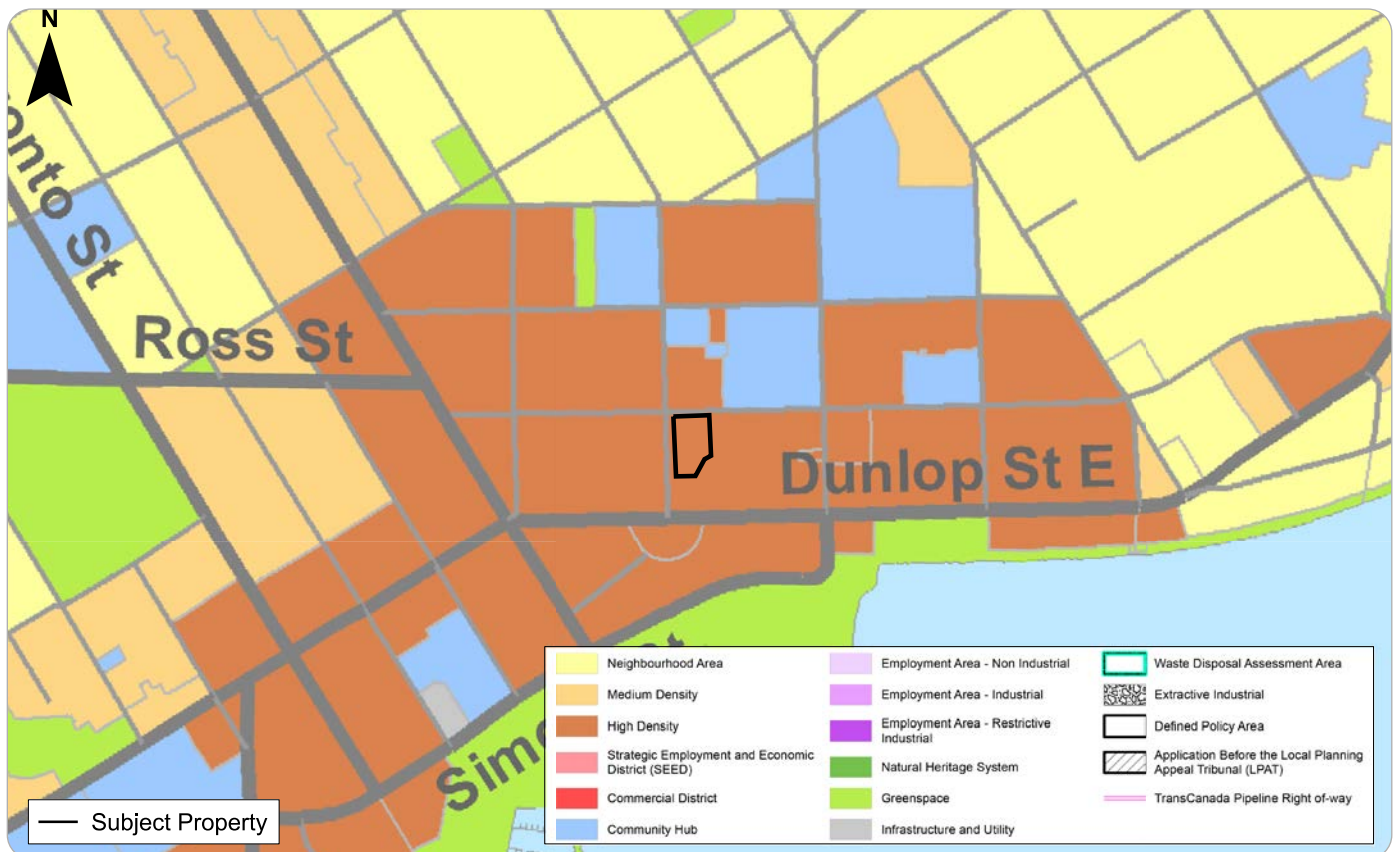 N
onto St
Ross St
Dunlop St E
Simc
St
Neighbourhood Area
Medium Density
High Density
Strategic Employment and Economic
District (SEED)
Commercial District
Community Hub
Employment Area - Non Industrial
Employment Area - Industrial
Employment Area - Restrictive
Industrial
Natural Heritage System
Greenspace
Infrastructure and Utility
Waste Disposal Assessment Area
Extractive Industrial
Defined Policy Area
Application Before the Local Planning
Appeal Tribunal (LPAT)
TransCanada Pipeline Right of-way
Subject Property